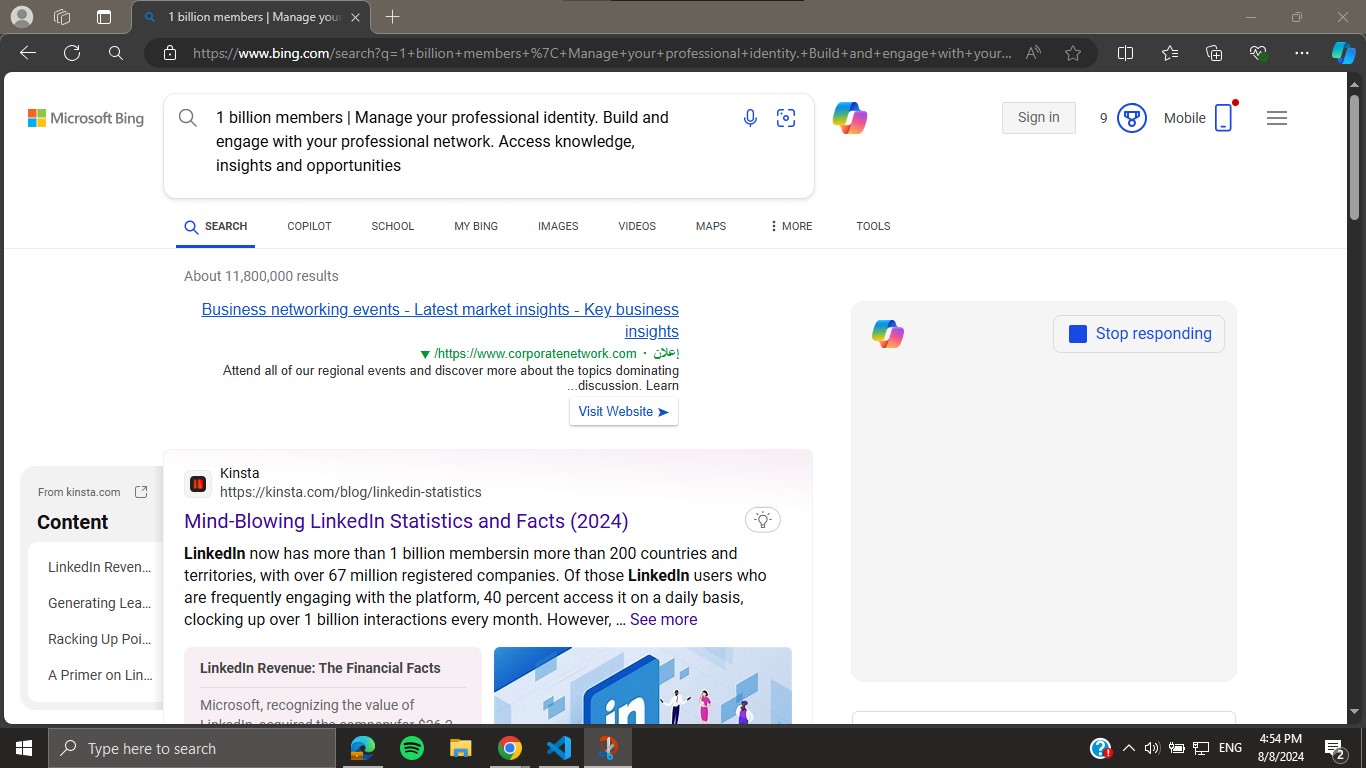 1 billion members | Manage your
https://www.bing.com/search?q=1+billion+members+%7C+Manage+your+professional+identity.+Build+and+engage+with+your...
Microsoft Bing
1 billion members | Manage your professional identity. Build and
engage with your professional network. Access knowledge,
insights and opportunities
Sign in
9
Mobile
SEARCH COPILOT SCHOOL MY BING IMAGES VIDEOS MAPS MORE TOOLS
About 11,800,000 results
Business networking events - Latest market insights - Key business
insights
/https://www.corporatenetwork.com · إعلان
Attend all of our regional events and discover more about the topics dominating
...discussion. Learn
Visit Website ➤
Stop responding
From kinsta.com
Content
LinkedIn Reven...
Generating Lea...
Racking Up Poi...
A Primer on Lin...
Kinsta
https://kinsta.com/blog/linkedin-statistics
Mind-Blowing LinkedIn Statistics and Facts (2024)
LinkedIn now has more than 1 billion membersin more than 200 countries and
territories, with over 67 million registered companies. Of those LinkedIn users who
are frequently engaging with the platform, 40 percent access it on a daily basis,
clocking up over 1 billion interactions every month. However, ... See more
LinkedIn Revenue: The Financial Facts
Microsoft, recognizing the value of
LinkedIn, acquired the companyfor $26.2
in
Type here to search
ENG
4:54 PM
8/8/2024
2